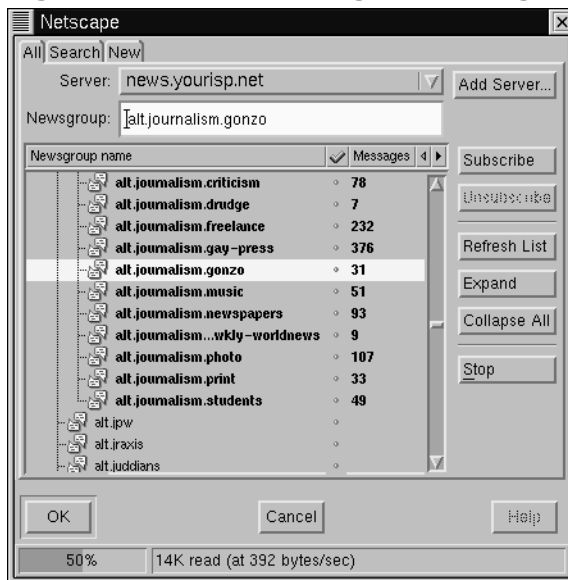 Netscape
All Search New
Server: news.yourisp.net Add Server...
Newsgroup: alt.journalism.gonzo
Newsgroup name Messages Subscribe
alt.journalism.criticism 78
alt.journalism.drudge 7 Unsubscribe
alt.journalism.freelance 232
alt.journalism.gay-press 376 Refresh List
alt.journalism.gonzo 31
alt.journalism.music 51 Expand
alt.journalism.newspapers 93 Collapse All
alt.journalism...wkly-worldnews 9
alt.journalism.photo 107 Stop
alt.journalism.print 33
alt.journalism.students 49
alt.jpw
alt.jraxis
alt.juddians
OK Cancel Help
50% 14K read (at 392 bytes/sec)